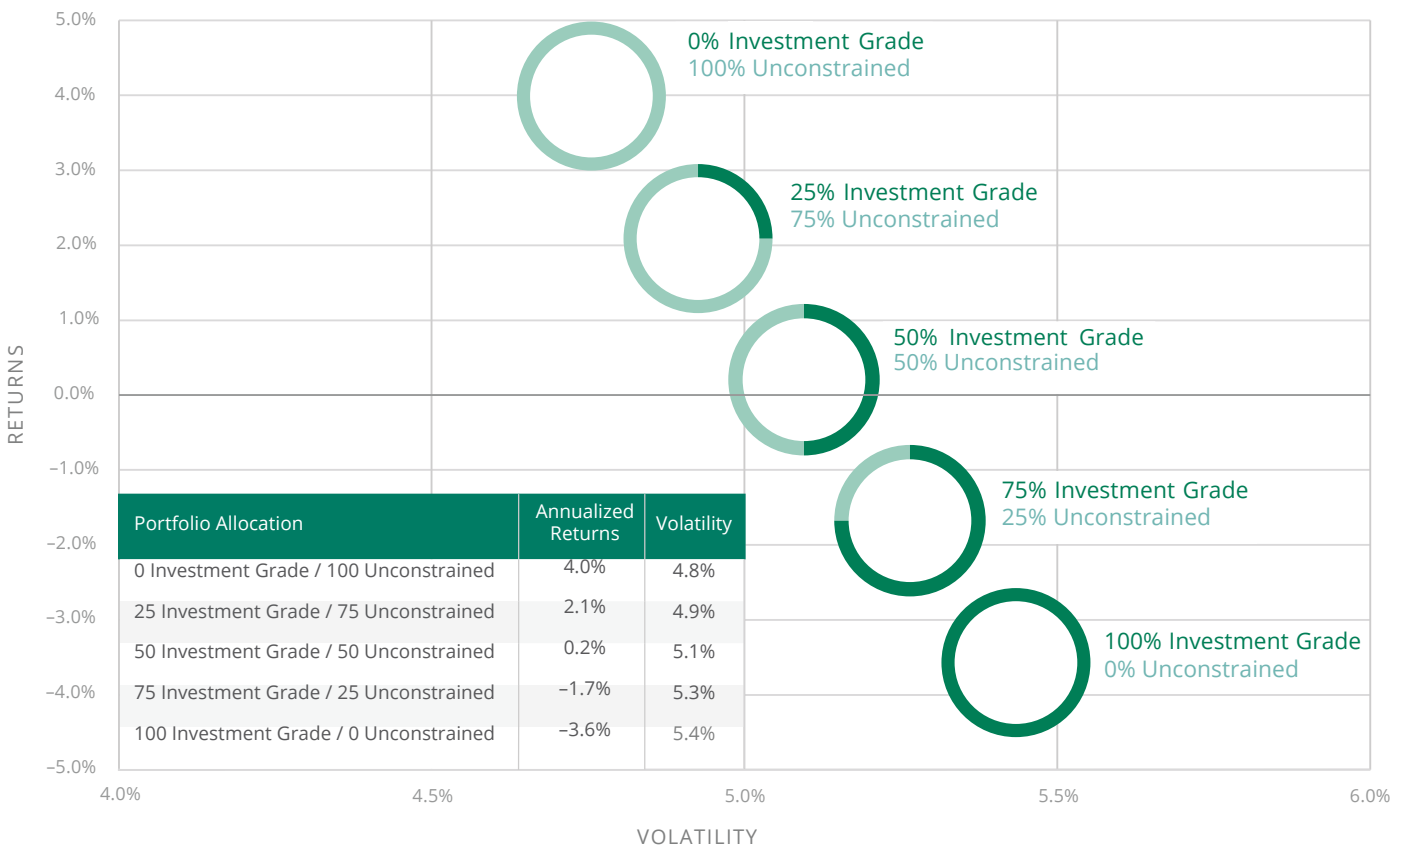 5.0%
4.0%
3.0%
2.0%
1.0%
0.0%
–1.0%
–2.0%
–3.0%
–4.0%
–5.0%
RETURNS
0% Investment Grade
100% Unconstrained
25% Investment Grade
75% Unconstrained
50% Investment Grade
50% Unconstrained
75% Investment Grade
25% Unconstrained
100% Investment Grade
0% Unconstrained
Portfolio Allocation Annualized Returns Volatility
0 Investment Grade / 100 Unconstrained 4.0% 4.8%
25 Investment Grade / 75 Unconstrained 2.1% 4.9%
50 Investment Grade / 50 Unconstrained 0.2% 5.1%
75 Investment Grade / 25 Unconstrained –1.7% 5.3%
100 Investment Grade / 0 Unconstrained –3.6% 5.4%
4.0% 4.5% 5.0% 5.5% 6.0%
VOLATILITY